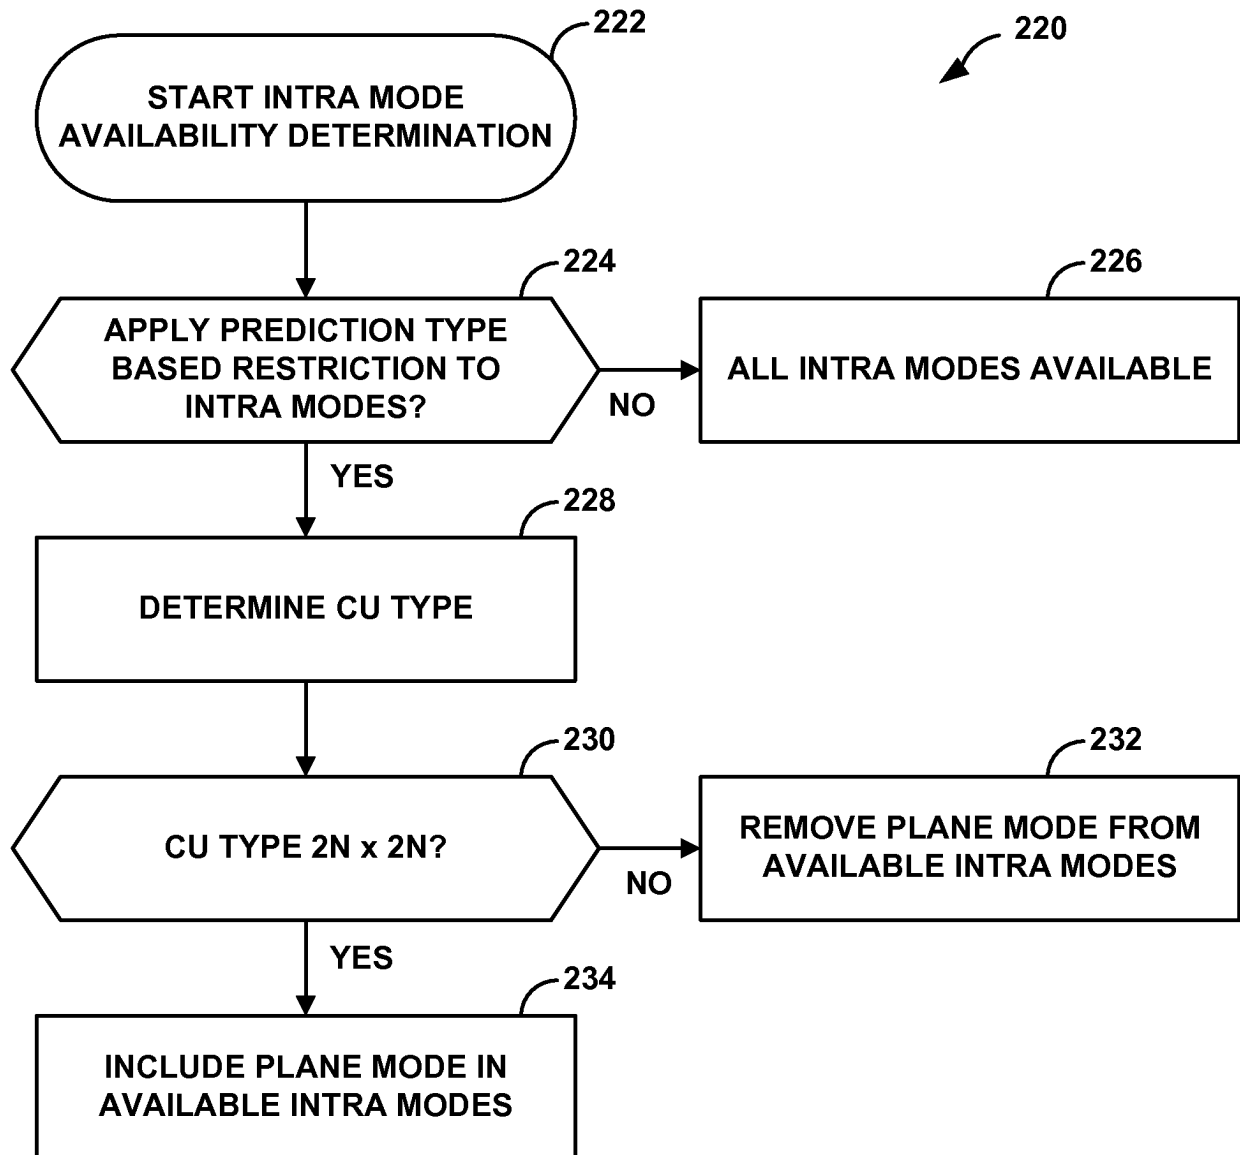 222
220
START INTRA MODE
AVAILABILITY DETERMINATION
224
226
APPLY PREDICTION TYPE
BASED RESTRICTION TO
INTRA MODES?
NO
ALL INTRA MODES AVAILABLE
YES
228
DETERMINE CU TYPE
230
232
CU TYPE 2N x 2N?
NO
REMOVE PLANE MODE FROM
AVAILABLE INTRA MODES
YES
234
INCLUDE PLANE MODE IN
AVAILABLE INTRA MODES